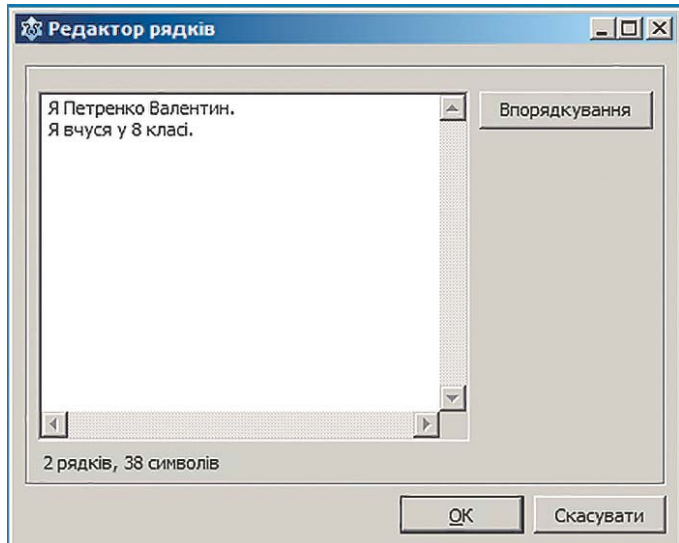 Редактор рядків
Я Петренко Валентин.
Я вчуся у 8 класі.
Впорядкування
2 рядків, 38 символів
OK
Скасувати